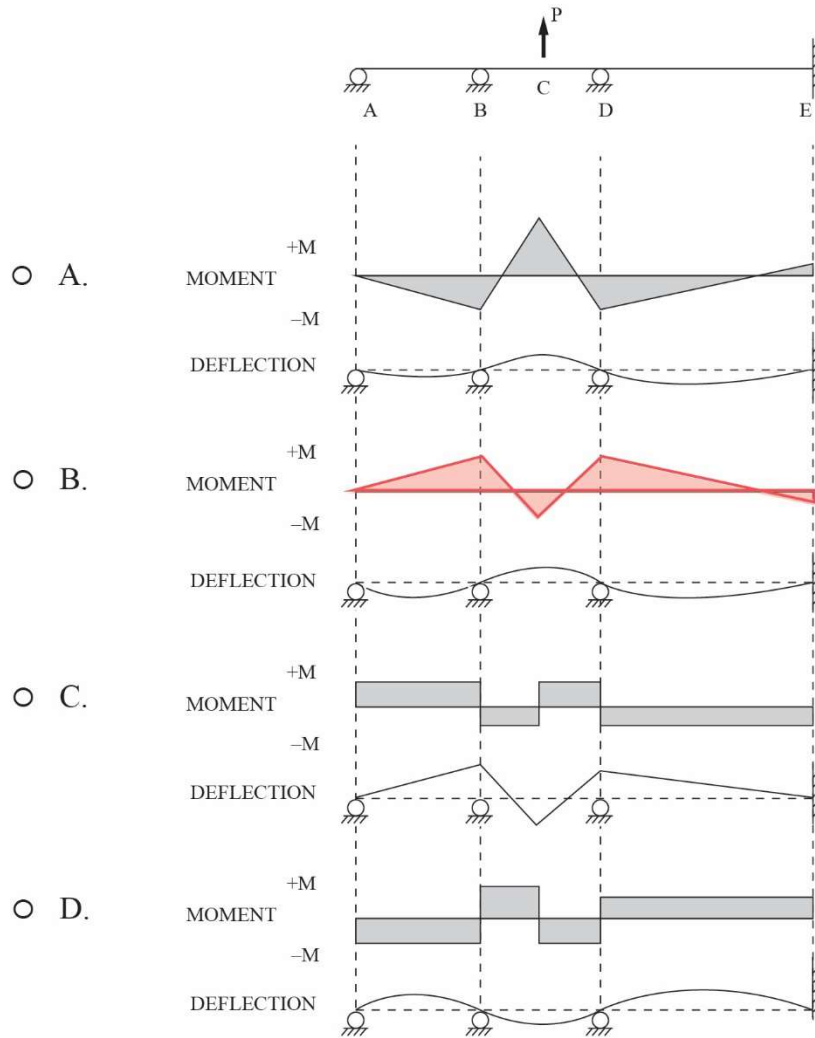 P
A B C D E
A.
+M
MOMENT
–M
DEFLECTION
B.
+M
MOMENT
–M
DEFLECTION
C.
+M
MOMENT
–M
DEFLECTION
D.
+M
MOMENT
–M
DEFLECTION